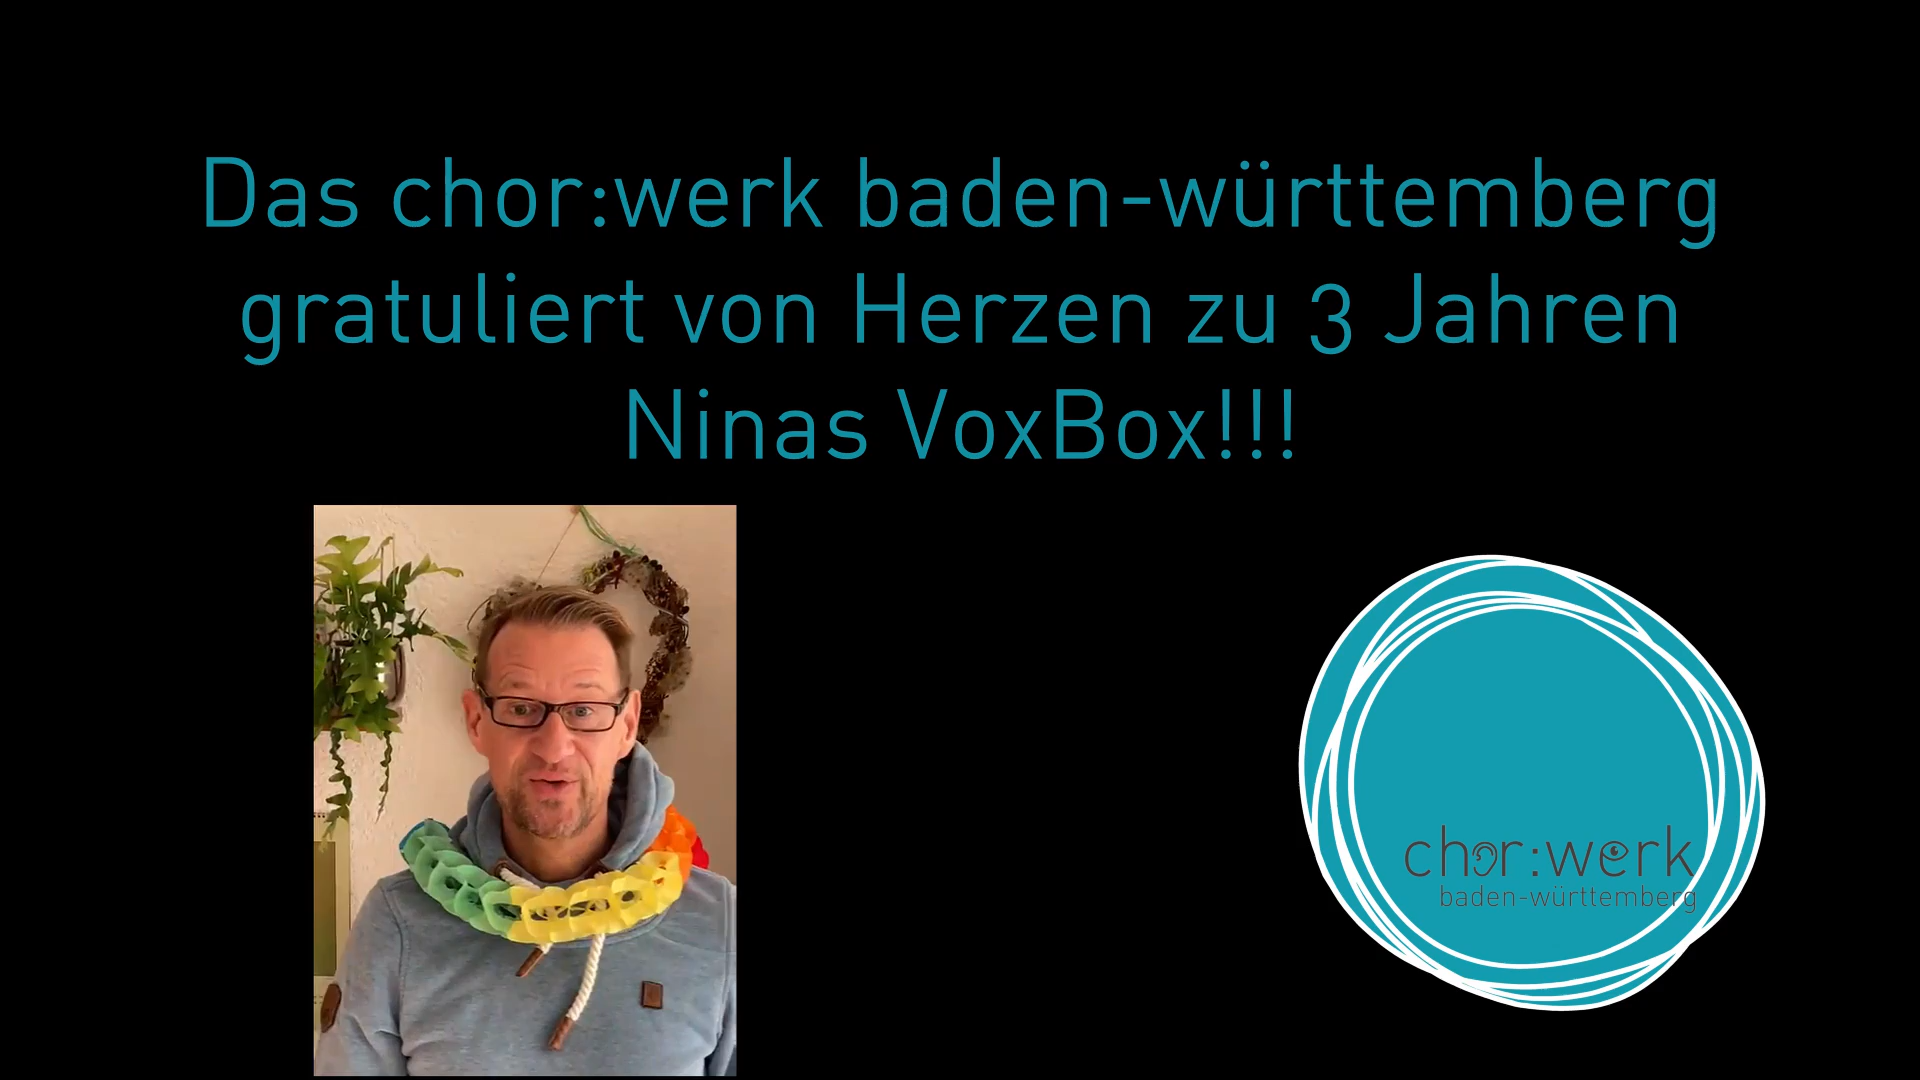 Das chor:werk baden-württemberg
gratuliert von Herzen zu 3 Jahren
Ninas VoxBox!!!
chor:werk
baden-württemberg